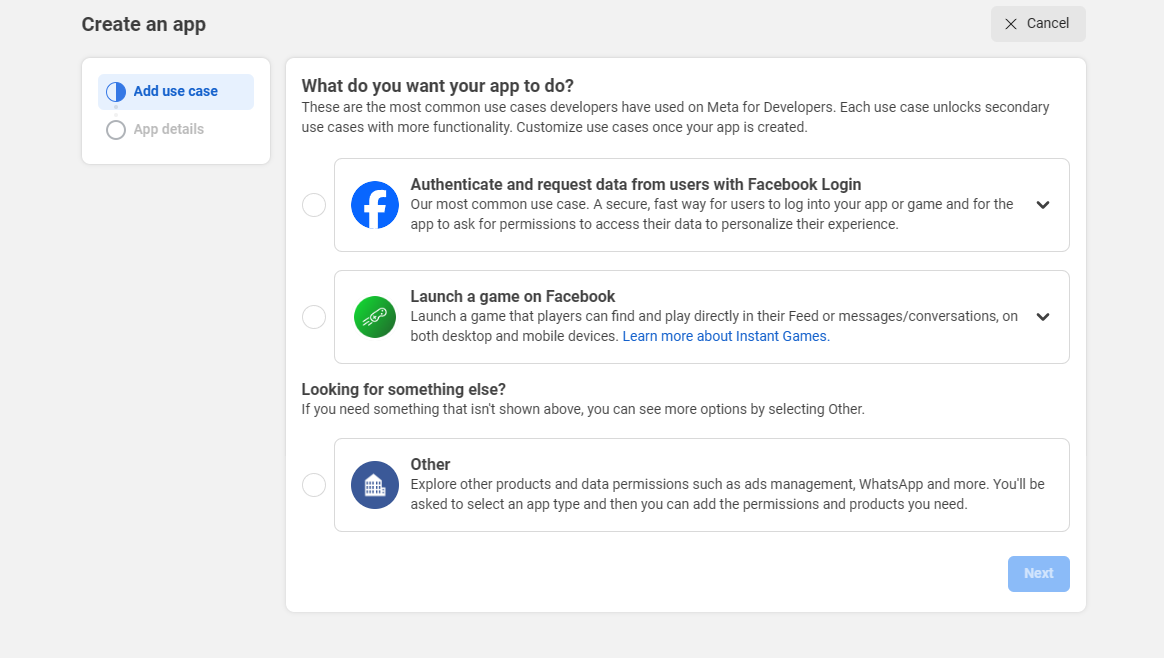 Create an app
Cancel
Add use case
App details
What do you want your app to do?
These are the most common use cases developers have used on Meta for Developers. Each use case unlocks secondary
use cases with more functionality. Customize use cases once your app is created.
Authenticate and request data from users with Facebook Login
Our most common use case. A secure, fast way for users to log into your app or game and for the
app to ask for permissions to access their data to personalize their experience.
Launch a game on Facebook
Launch a game that players can find and play directly in their Feed or messages/conversations, on
both desktop and mobile devices. Learn more about Instant Games.
Looking for something else?
If you need something that isn't shown above, you can see more options by selecting Other.
Other
Explore other products and data permissions such as ads management, WhatsApp and more. You'll be
asked to select an app type and then you can add the permissions and products you need.
Next